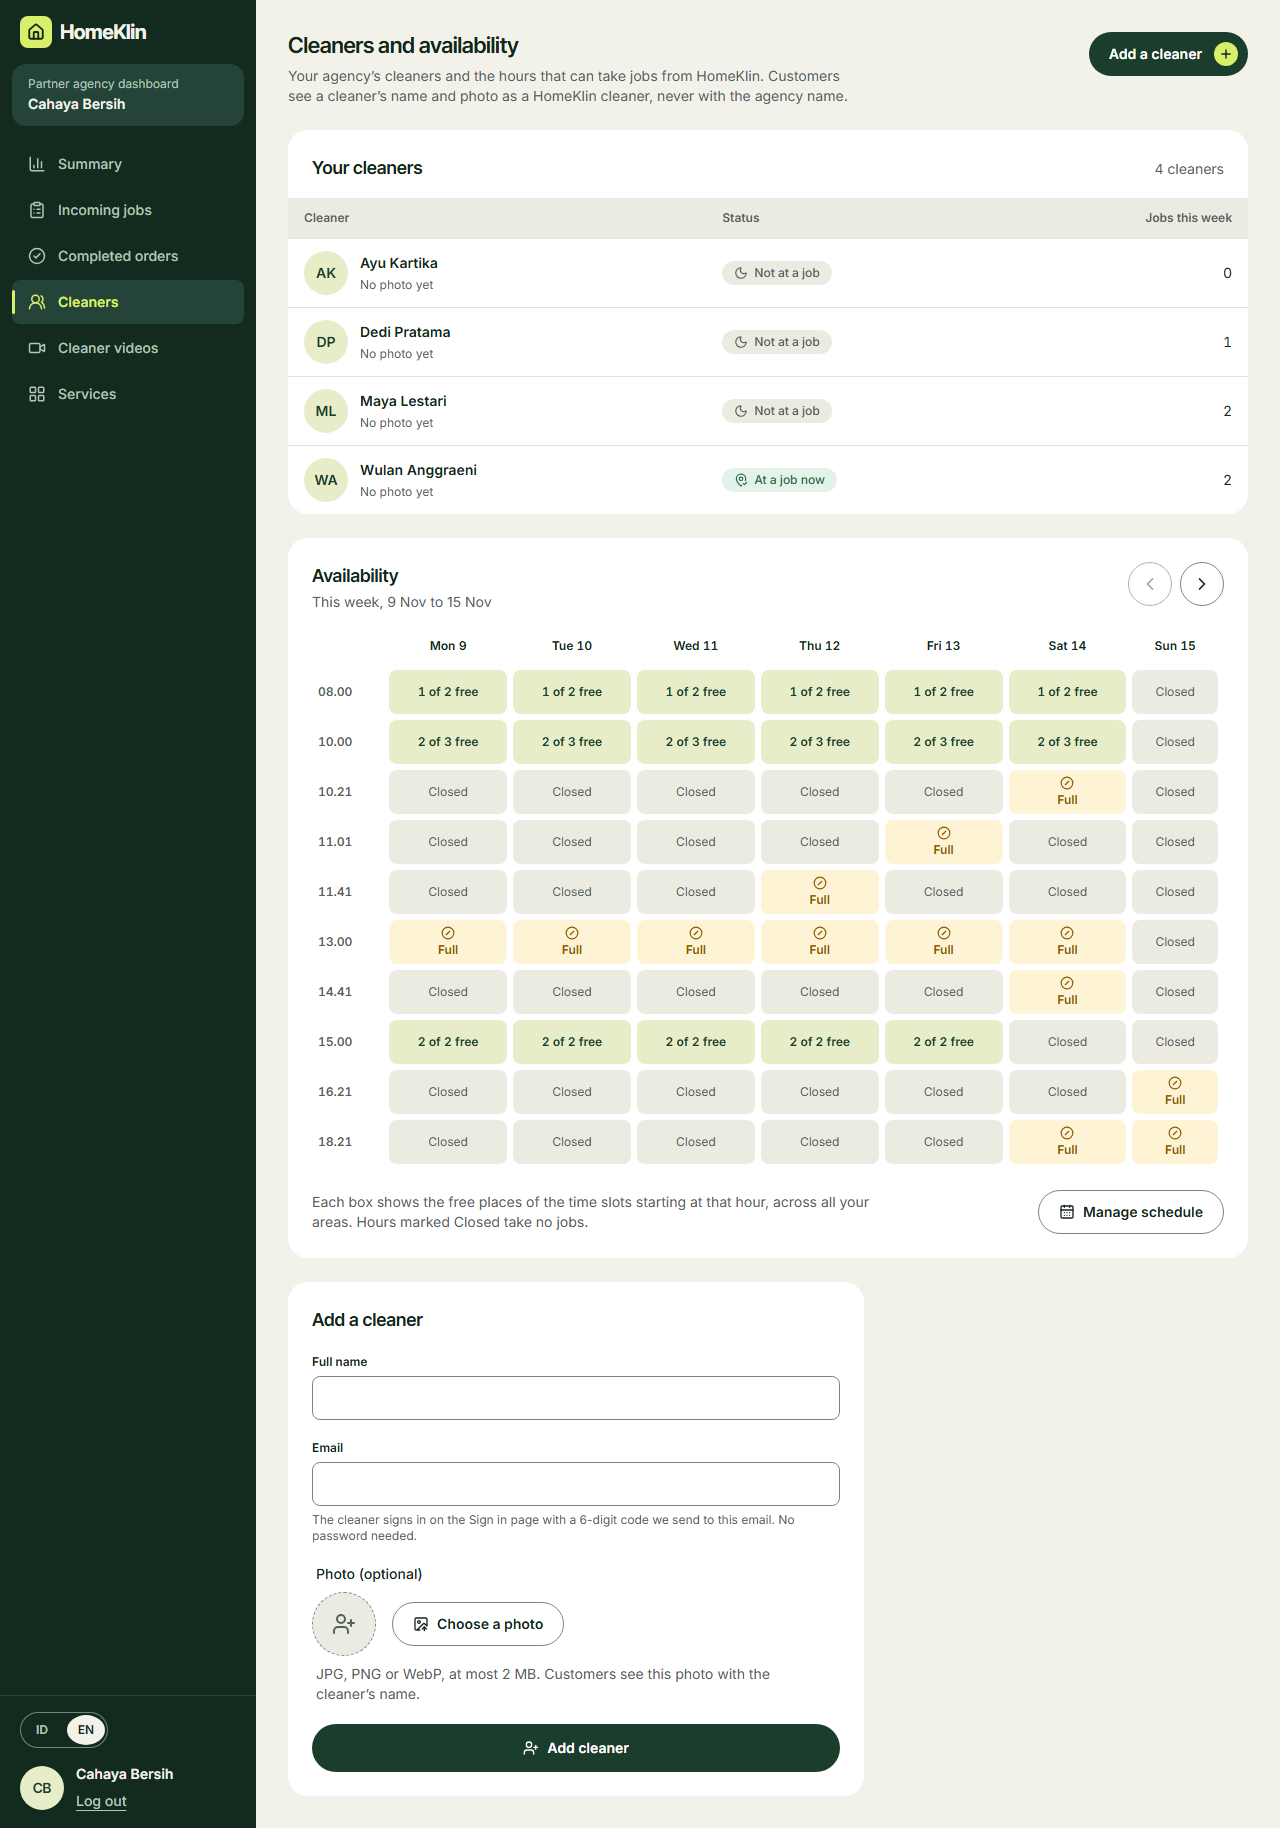 HomeKlin
Partner agency dashboard
Cahaya Bersih
Summary
Incoming jobs
Completed orders
Cleaners
Cleaner videos
Services
ID EN
CB Cahaya Bersih
Log out
Cleaners and availability
Your agency’s cleaners and the hours that can take jobs from HomeKlin. Customers
see a cleaner’s name and photo as a HomeKlin cleaner, never with the agency name.
Add a cleaner
Your cleaners 4 cleaners
Cleaner Status Jobs this week
AK Ayu Kartika Not at a job 0
No photo yet
DP Dedi Pratama Not at a job 1
No photo yet
ML Maya Lestari Not at a job 2
No photo yet
WA Wulan Anggraeni At a job now 2
No photo yet
Availability
This week, 9 Nov to 15 Nov
Mon 9 Tue 10 Wed 11 Thu 12 Fri 13 Sat 14 Sun 15
08.00 1 of 2 free 1 of 2 free 1 of 2 free 1 of 2 free 1 of 2 free 1 of 2 free Closed
10.00 2 of 3 free 2 of 3 free 2 of 3 free 2 of 3 free 2 of 3 free 2 of 3 free Closed
10.21 Closed Closed Closed Closed Closed Full Closed
11.01 Closed Closed Closed Closed Full Closed Closed
11.41 Closed Closed Closed Full Closed Closed Closed
13.00 Full Full Full Full Full Full Closed
14.41 Closed Closed Closed Closed Closed Full Closed
15.00 2 of 2 free 2 of 2 free 2 of 2 free 2 of 2 free 2 of 2 free Closed Closed
16.21 Closed Closed Closed Closed Closed Closed Full
18.21 Closed Closed Closed Closed Closed Full Full
Each box shows the free places of the time slots starting at that hour, across all your
areas. Hours marked Closed take no jobs.
Manage schedule
Add a cleaner
Full name
Email
The cleaner signs in on the Sign in page with a 6-digit code we send to this email. No
password needed.
Photo (optional)
Choose a photo
JPG, PNG or WebP, at most 2 MB. Customers see this photo with the
cleaner’s name.
Add cleaner